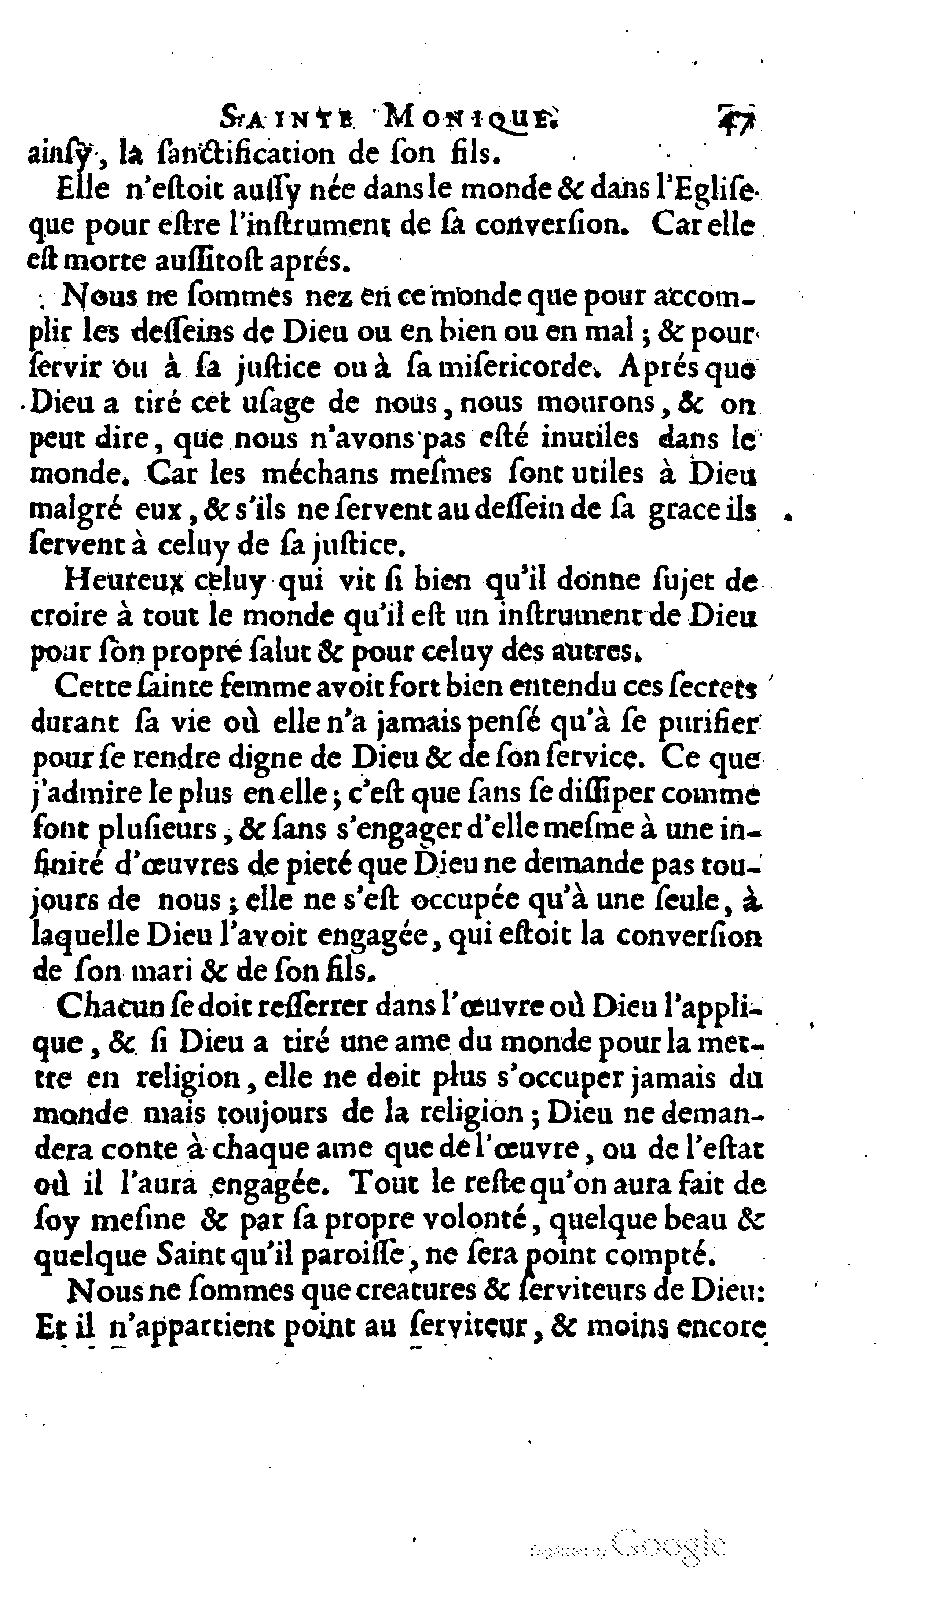 SAINTE MONIQUE. 47
ainſy, la ſanctification de ſon fils.
Elle n'eſtoit auſſy née dans le monde & dans l'Egliſe
que pour eſtre l'inſtrument de ſa converſion. Car elle
eſt morte auſſitoſt aprés.
Nous ne ſommes nez en ce monde que pour accom-
plir les deſſeins de Dieu ou en bien ou en mal ; & pour
ſervir ou à ſa juſtice ou à ſa miſericorde. Aprés que
Dieu a tiré cet uſage de nous, nous mourons, & on
peut dire, que nous n'avons pas eſté inutiles dans le
monde. Car les méchans meſmes ſont utiles à Dieu
malgré eux, & s'ils ne ſervent au deſſein de ſa grace ils
ſervent à celuy de ſa juſtice.
Heureux celuy qui vit ſi bien qu'il donne ſujet de
croire à tout le monde qu'il eſt un inſtrument de Dieu
pour ſon propre ſalut & pour celuy des autres.
Cette ſainte femme avoit fort bien entendu ces ſecrets
durant ſa vie où elle n'a jamais penſé qu'à ſe purifier
pour ſe rendre digne de Dieu & de ſon ſervice. Ce que
j'admire le plus en elle ; c'eſt que ſans ſe diſſiper comme
font pluſieurs, & ſans s'engager d'elle meſme à une in-
finité d'œuvres de pieté que Dieu ne demande pas tou-
jours de nous ; elle ne s'eſt occupée qu'à une ſeule, à
laquelle Dieu l'avoit engagée, qui eſtoit la converſion
de ſon mari & de ſon fils.
Chacun ſe doit reſſerrer dans l'œuvre où Dieu l'appli-
que, & ſi Dieu a tiré une ame du monde pour la met-
tre en religion, elle ne doit plus s'occuper jamais du
monde mais toujours de la religion ; Dieu ne deman-
dera conte à chaque ame que de l'œuvre, ou de l'eſtat
où il l'aura engagée. Tout le reſte qu'on aura fait de
ſoy meſme & par ſa propre volonté, quelque beau &
quelque Saint qu'il paroiſſe, ne ſera point compté.
Nous ne ſommes que creatures & ſerviteurs de Dieu:
Et il n'appartient point au ſerviteur, & moins encore
Digitized by Google